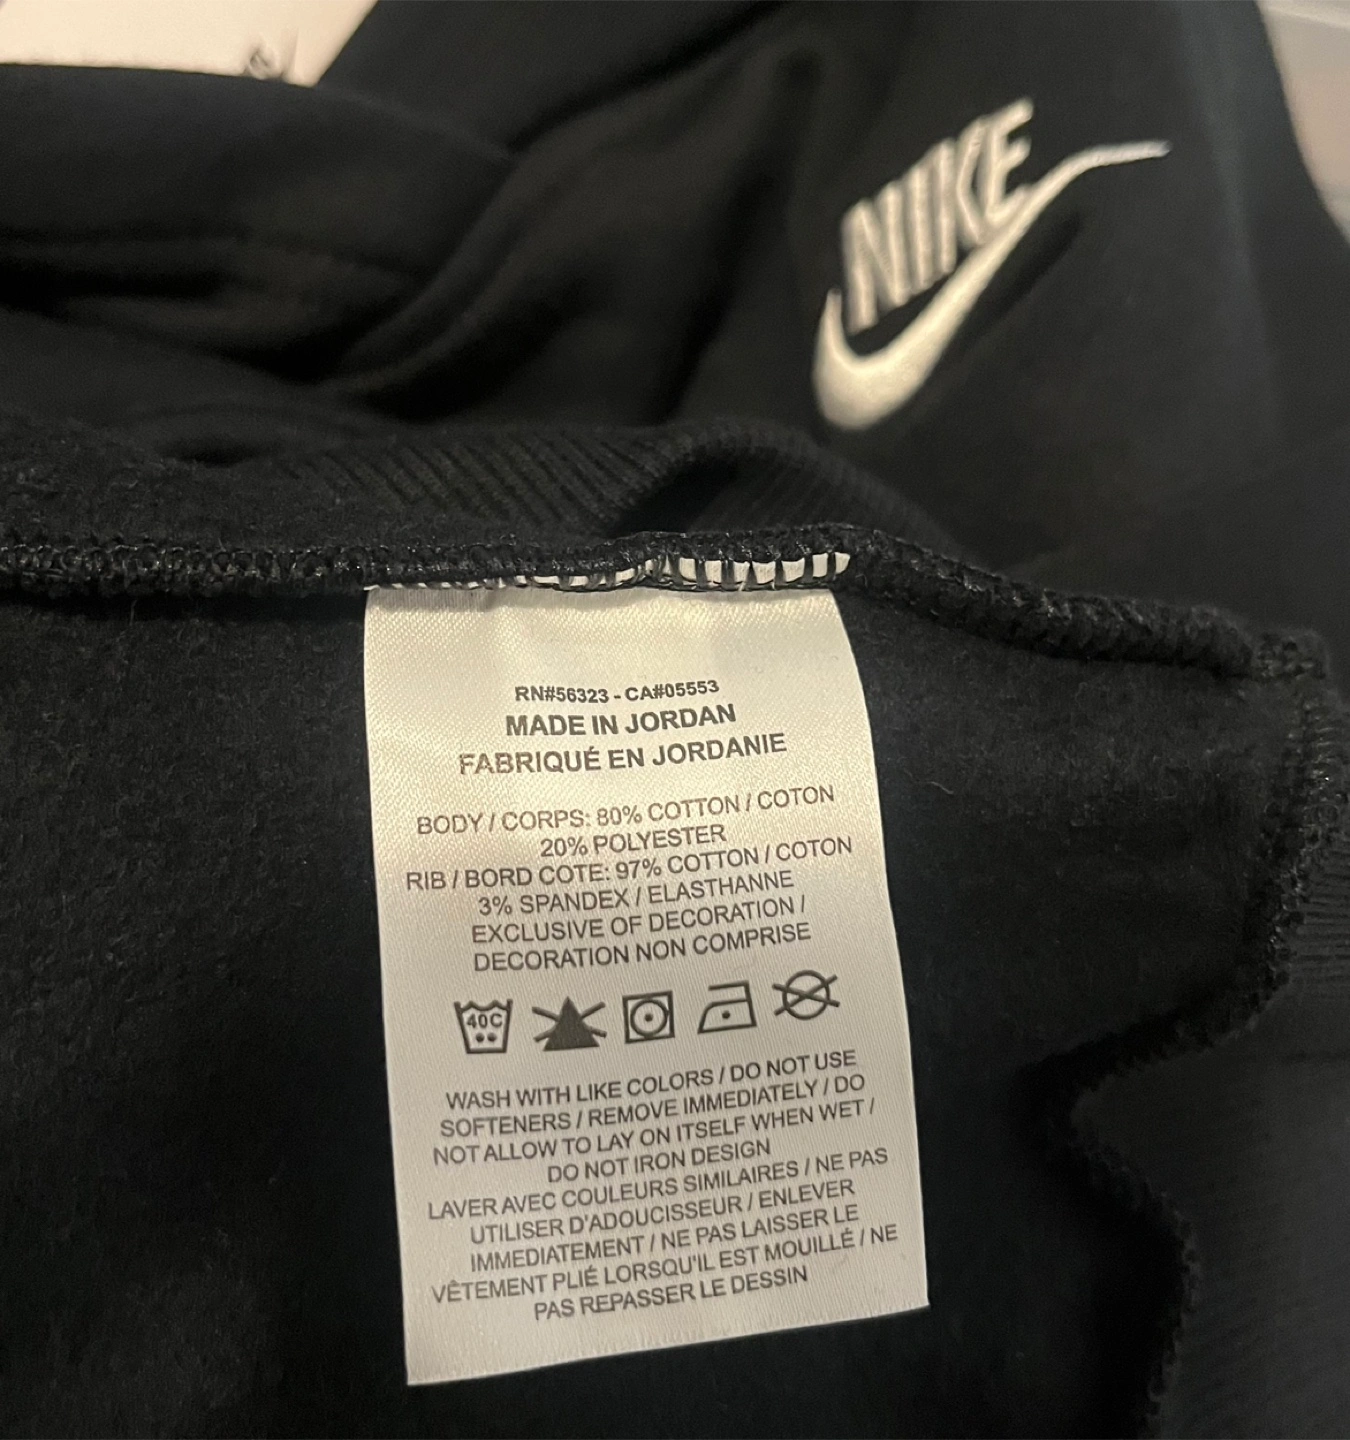 NIKE
RN#56323 - CA#05553
MADE IN JORDAN
FABRIQUÉ EN JORDANIE
BODY / CORPS: 80% COTTON / COTON
20% POLYESTER
RIB / BORD COTE: 97% COTTON / COTON
3% SPANDEX / ELASTHANNE
EXCLUSIVE OF DECORATION /
DECORATION NON COMPRISE
40C
WASH WITH LIKE COLORS / DO NOT USE
SOFTENERS / REMOVE IMMEDIATELY / DO
NOT ALLOW TO LAY ON ITSELF WHEN WET /
DO NOT IRON DESIGN
LAVER AVEC COULEURS SIMILAIRES / NE PAS
UTILISER D'ADOUCISSEUR / ENLEVER
IMMEDIATEMENT / NE PAS LAISSER LE
VÊTEMENT PLIÉ LORSQU'IL EST MOUILLÉ / NE
PAS REPASSER LE DESSIN